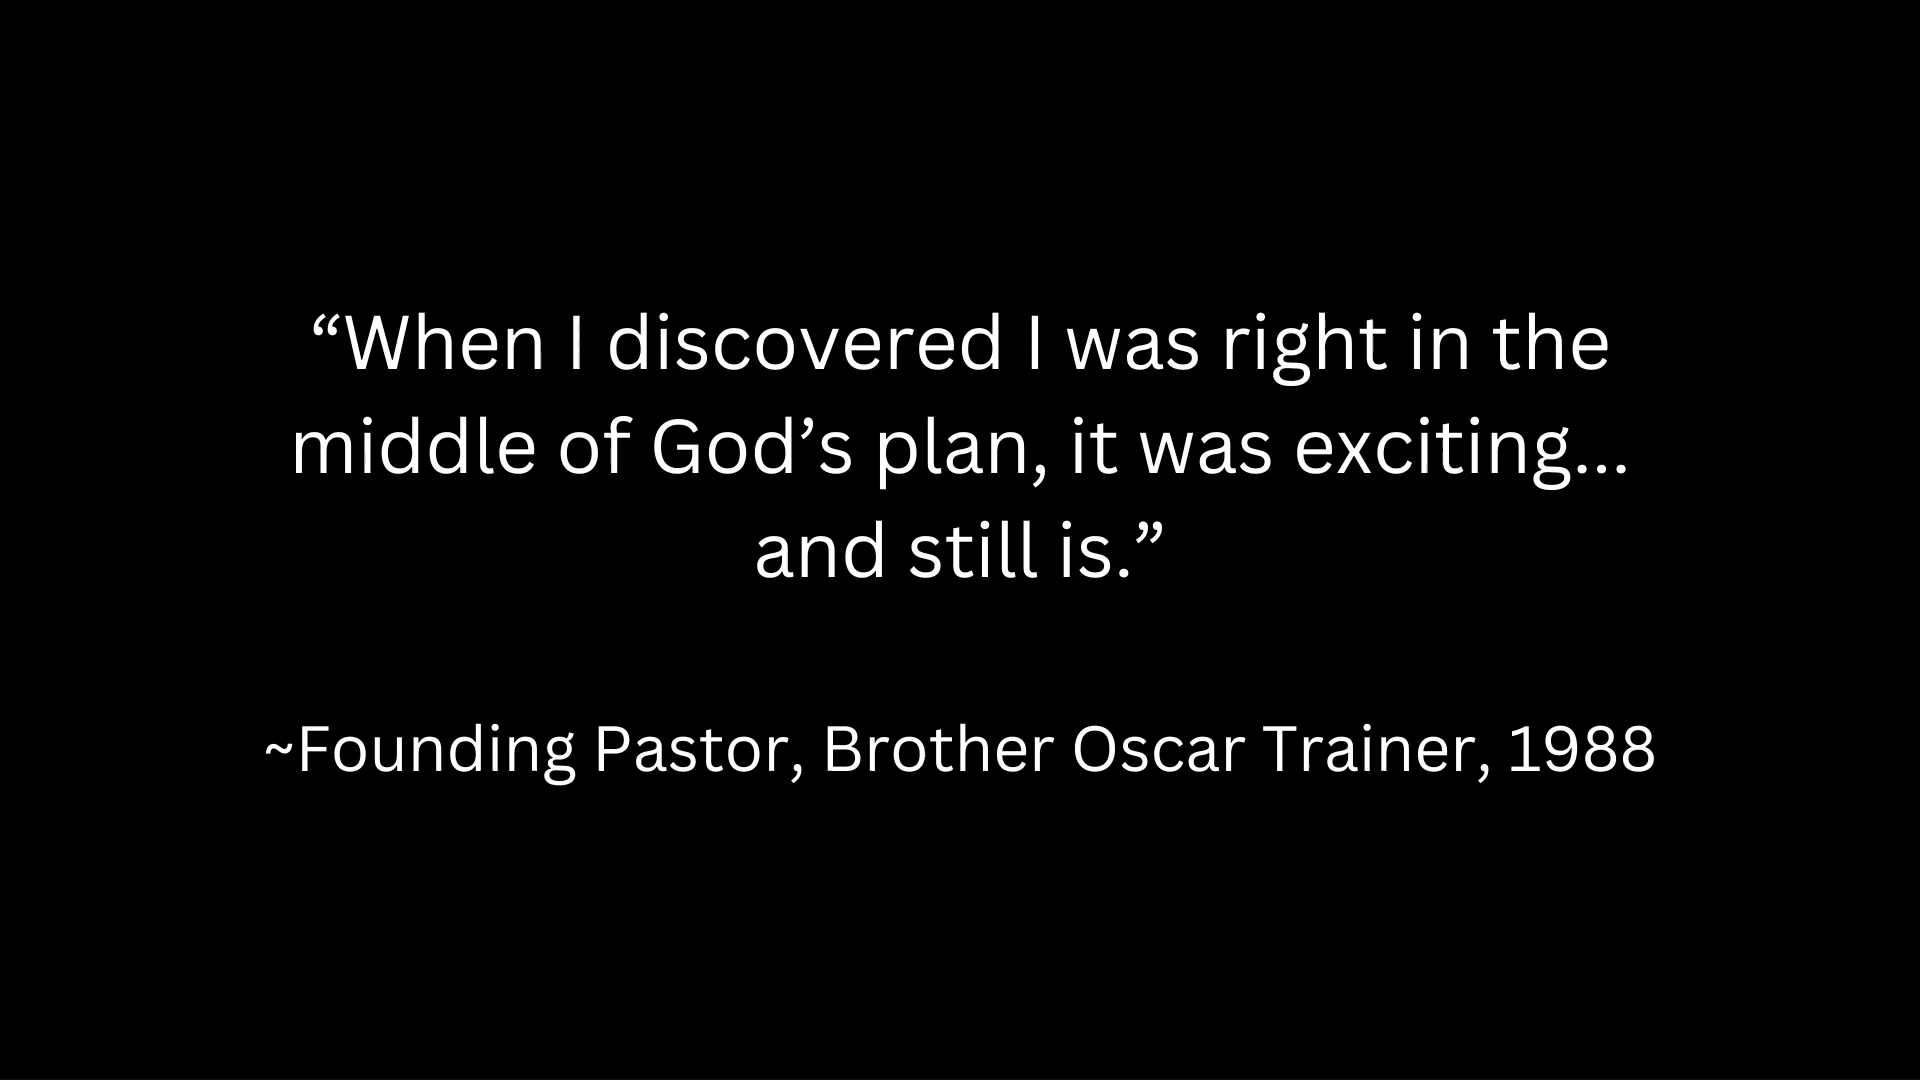 “When I discovered I was right in the
middle of God’s plan, it was exciting...
and still is.”
~Founding Pastor, Brother Oscar Trainer, 1988